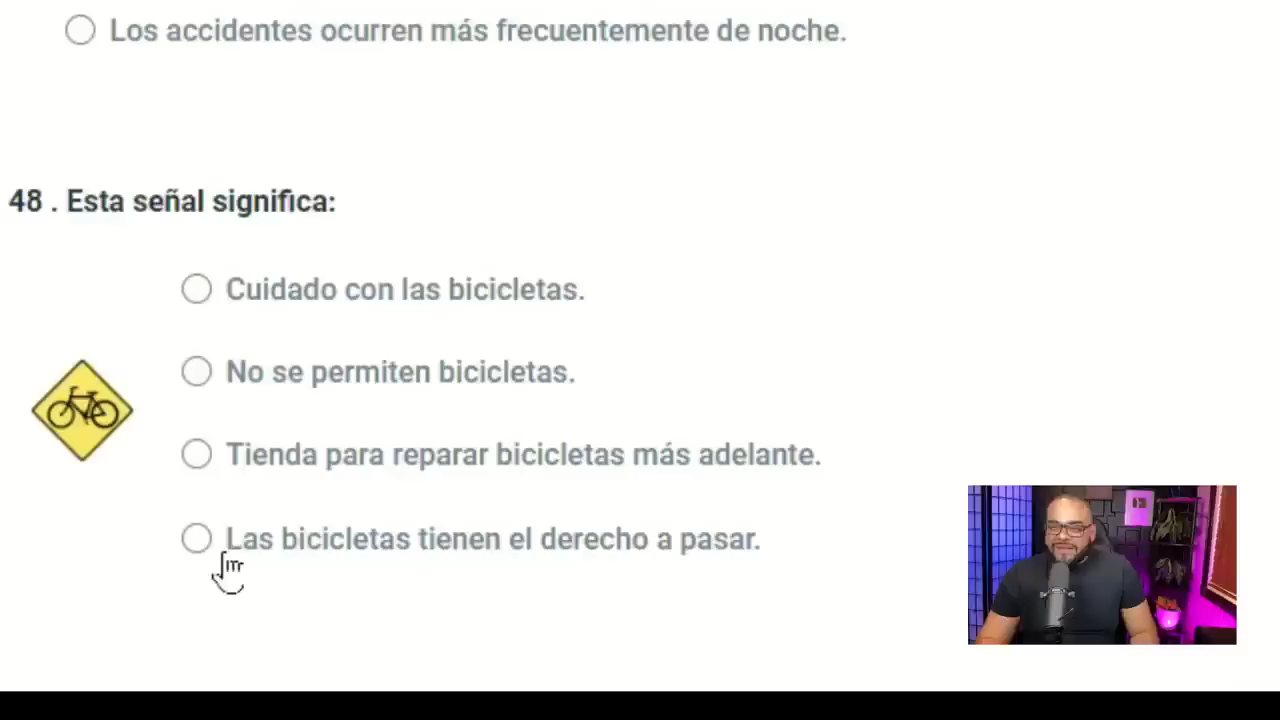 Los accidentes ocurren más frecuentemente de noche.
48 . Esta señal significa:
Cuidado con las bicicletas.
No se permiten bicicletas.
Tienda para reparar bicicletas más adelante.
Las bicicletas tienen el derecho a pasar.